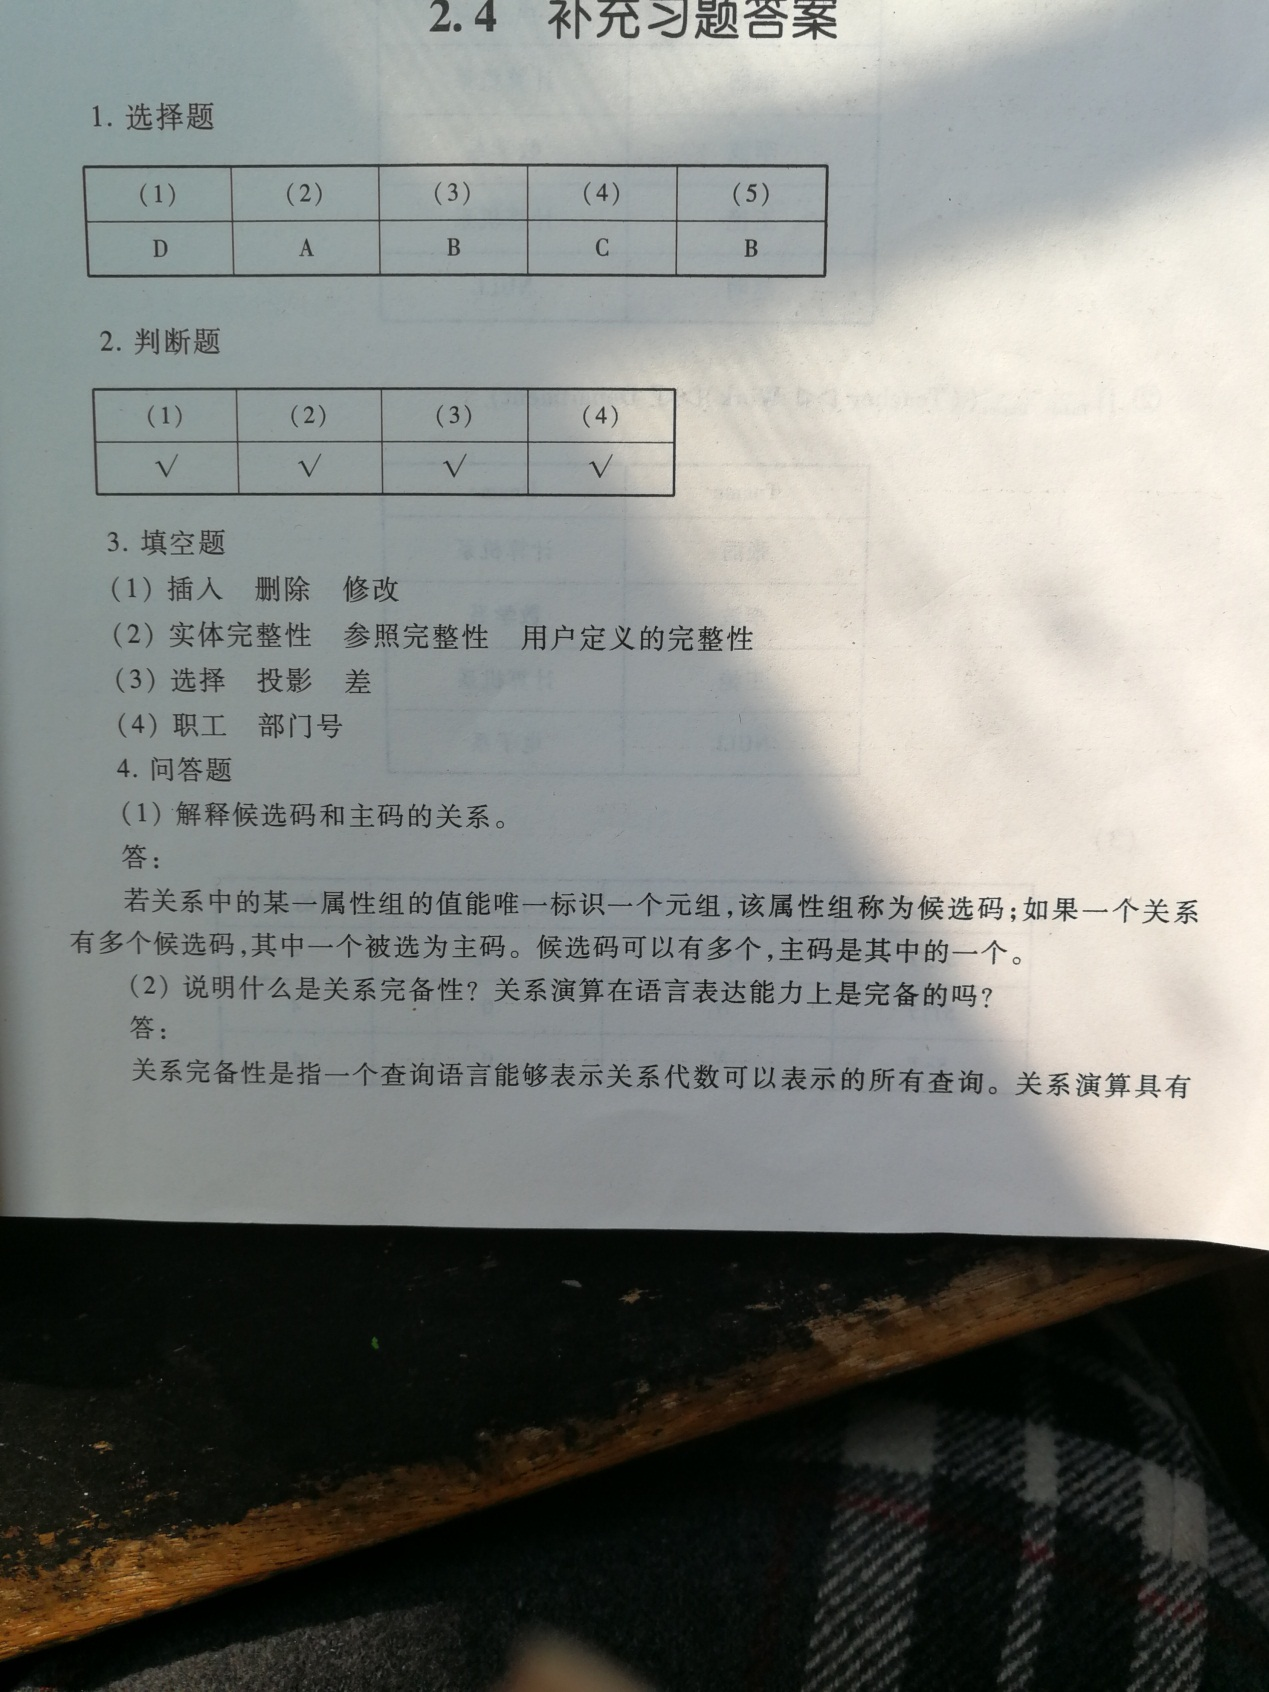 2.4 补充习题答案
1. 选择题
(1) (2) (3) (4) (5)
D A B C B
2. 判断题
(1) (2) (3) (4)
√ √ √ √
3. 填空题
(1) 插入 删除 修改
(2) 实体完整性 参照完整性 用户定义的完整性
(3) 选择 投影 差
(4) 职工 部门号
4. 问答题
(1) 解释候选码和主码的关系。
答:
若关系中的某一属性组的值能唯一标识一个元组,该属性组称为候选码;如果一个关系
有多个候选码,其中一个被选为主码。候选码可以有多个,主码是其中的一个。
(2) 说明什么是关系完备性? 关系演算在语言表达能力上是完备的吗?
答:
关系完备性是指一个查询语言能够表示关系代数可以表示的所有查询。关系演算具有